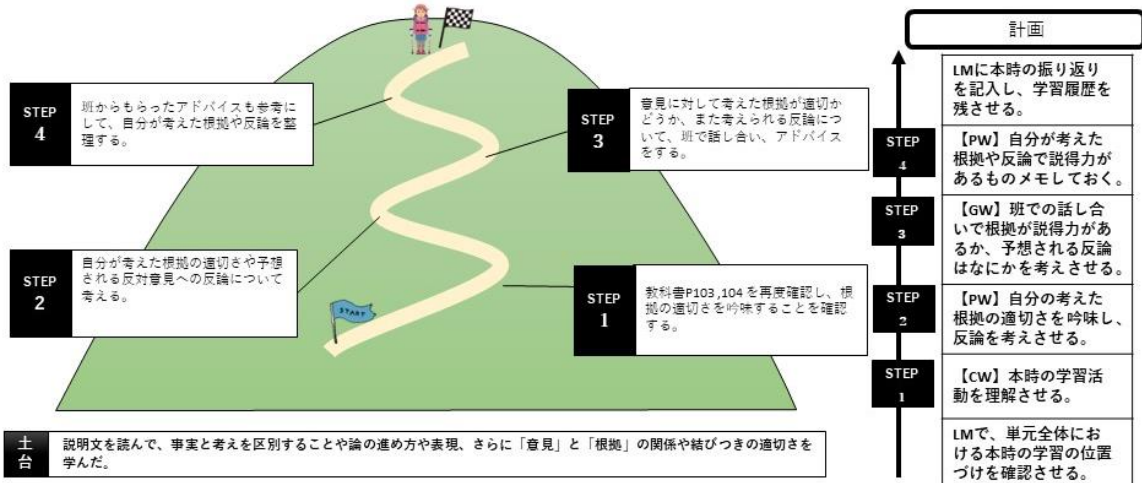 計画
STEP
4
班からもらったアドバイスも参考に
して、自分が考えた根拠や反論を整
理する。
STEP
3
意見に対して考えた根拠が適切か
どうか、また考えられる反論につ
いて、班で話し合い、アドバイス
をする。
STEP
2
自分が考えた根拠の適切さや予想
される反対意見への反論について
考える。
START
STEP
1
教科書P103,104を再度確認し、根
拠の適切さを吟味することを確認
する。
土
台
説明文を読んで、事実と考えを区別することや論の進め方や表現、さらに「意見」と「根拠」の関係や結びつきの適切さを
学んだ。
LMに本時の振り返り
を記入し、学習履歴を
残させる。
STEP
4
【PW】自分が考えた
根拠や反論で説得力が
あるものメモしておく。
STEP
3
【GW】班での話し合
いで根拠が説得力があ
るか、予想される反論
はなにかを考えさせる。
STEP
2
【PW】自分の考えた
根拠の適切さを吟味し、
反論を考えさせる。
STEP
1
【CW】本時の学習活
動を理解させる。
LMで、単元全体にお
ける本時の学習の位置
づけを確認させる。